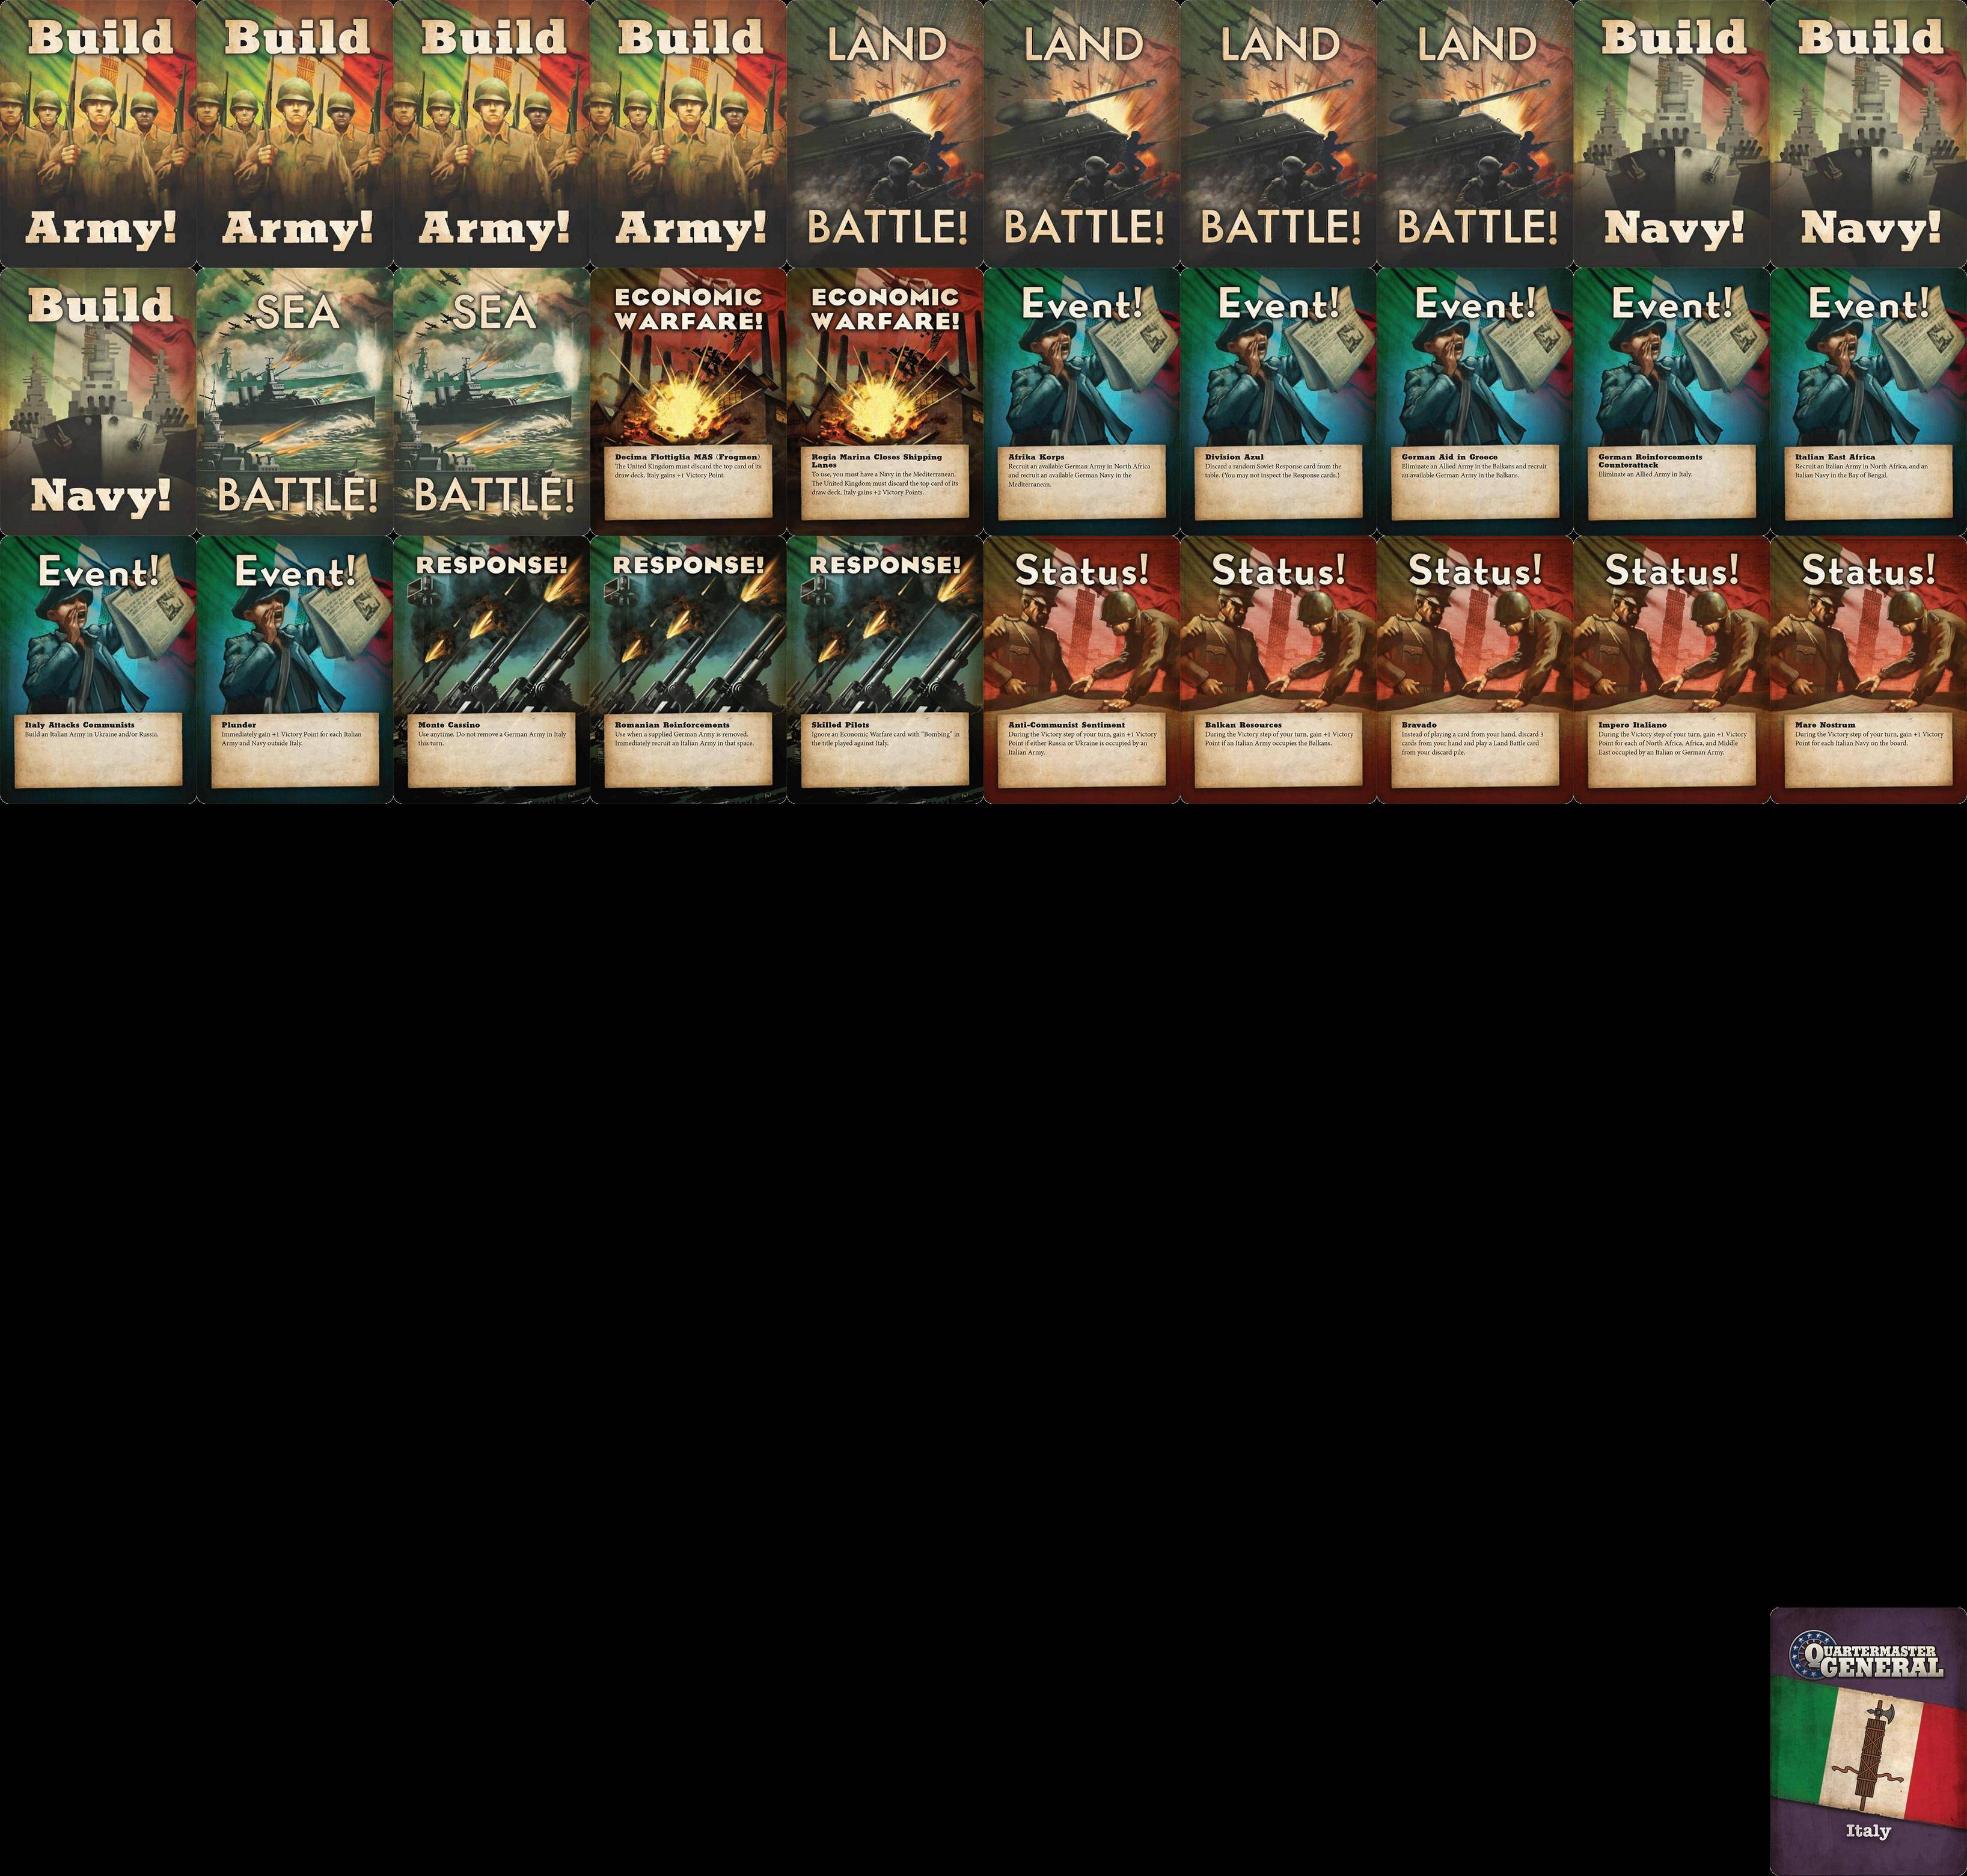 Build
Army!
Build
Army!
Build
Army!
Build
Army!
LAND
BATTLE!
LAND
BATTLE!
LAND
BATTLE!
LAND
BATTLE!
Build
Navy!
Build
Navy!
Build
Navy!
SEA
BATTLE!
SEA
BATTLE!
ECONOMIC
WARFARE!
Decima Flottiglia MAS (Frogmen)
The United Kingdom must discard the top card of its
draw deck. Italy gains +1 Victory Point.
ECONOMIC
WARFARE!
Regia Marina Closes Shipping
Lanes
To use, you must have a Navy in the Mediterranean.
The United Kingdom must discard the top card of its
draw deck. Italy gains +2 Victory Points.
Event!
Afrika Korps
Recruit an available German Army in North Africa
and recruit an available German Navy in the
Mediterranean.
Event!
Division Azul
Discard a random Soviet Response card from the
table. (You may not inspect the Response cards.)
Event!
German Aid in Greece
Eliminate an Allied Army in the Balkans and recruit
an available German Army in the Balkans.
Event!
German Reinforcements
Counterattack
Eliminate an Allied Army in Italy.
Event!
Italian East Africa
Recruit an Italian Army in North Africa, and an
Italian Navy in the Bay of Bengal.
Event!
Italy Attacks Communists
Build an Italian Army in Ukraine and/or Russia.
Event!
Plunder
Immediately gain +1 Victory Point for each Italian
Army and Navy outside Italy.
RESPONSE!
Monte Cassino
Use anytime. Do not remove a German Army in Italy
this turn.
RESPONSE!
Romanian Reinforcements
Use when a supplied German Army is removed.
Immediately recruit an Italian Army in that space.
RESPONSE!
Skilled Pilots
Ignore an Economic Warfare card with "Bombing" in
the title played against Italy.
Status!
Anti-Communist Sentiment
During the Victory step of your turn, gain +1 Victory
Point if either Russia or Ukraine is occupied by an
Italian Army.
Status!
Balkan Resources
During the Victory step of your turn, gain +1 Victory
Point if an Italian Army occupies the Balkans.
Status!
Bravado
Instead of playing a card from your hand, discard 3
cards from your hand and play a Land Battle card
from your discard pile.
Status!
Impero Italiano
During the Victory step of your turn, gain +1 Victory
Point for each of North Africa, Africa, and Middle
East occupied by an Italian or German Army.
Status!
Mare Nostrum
During the Victory step of your turn, gain +1 Victory
Point for each Italian Navy on the board.
QUARTERMASTER
GENERAL
Italy